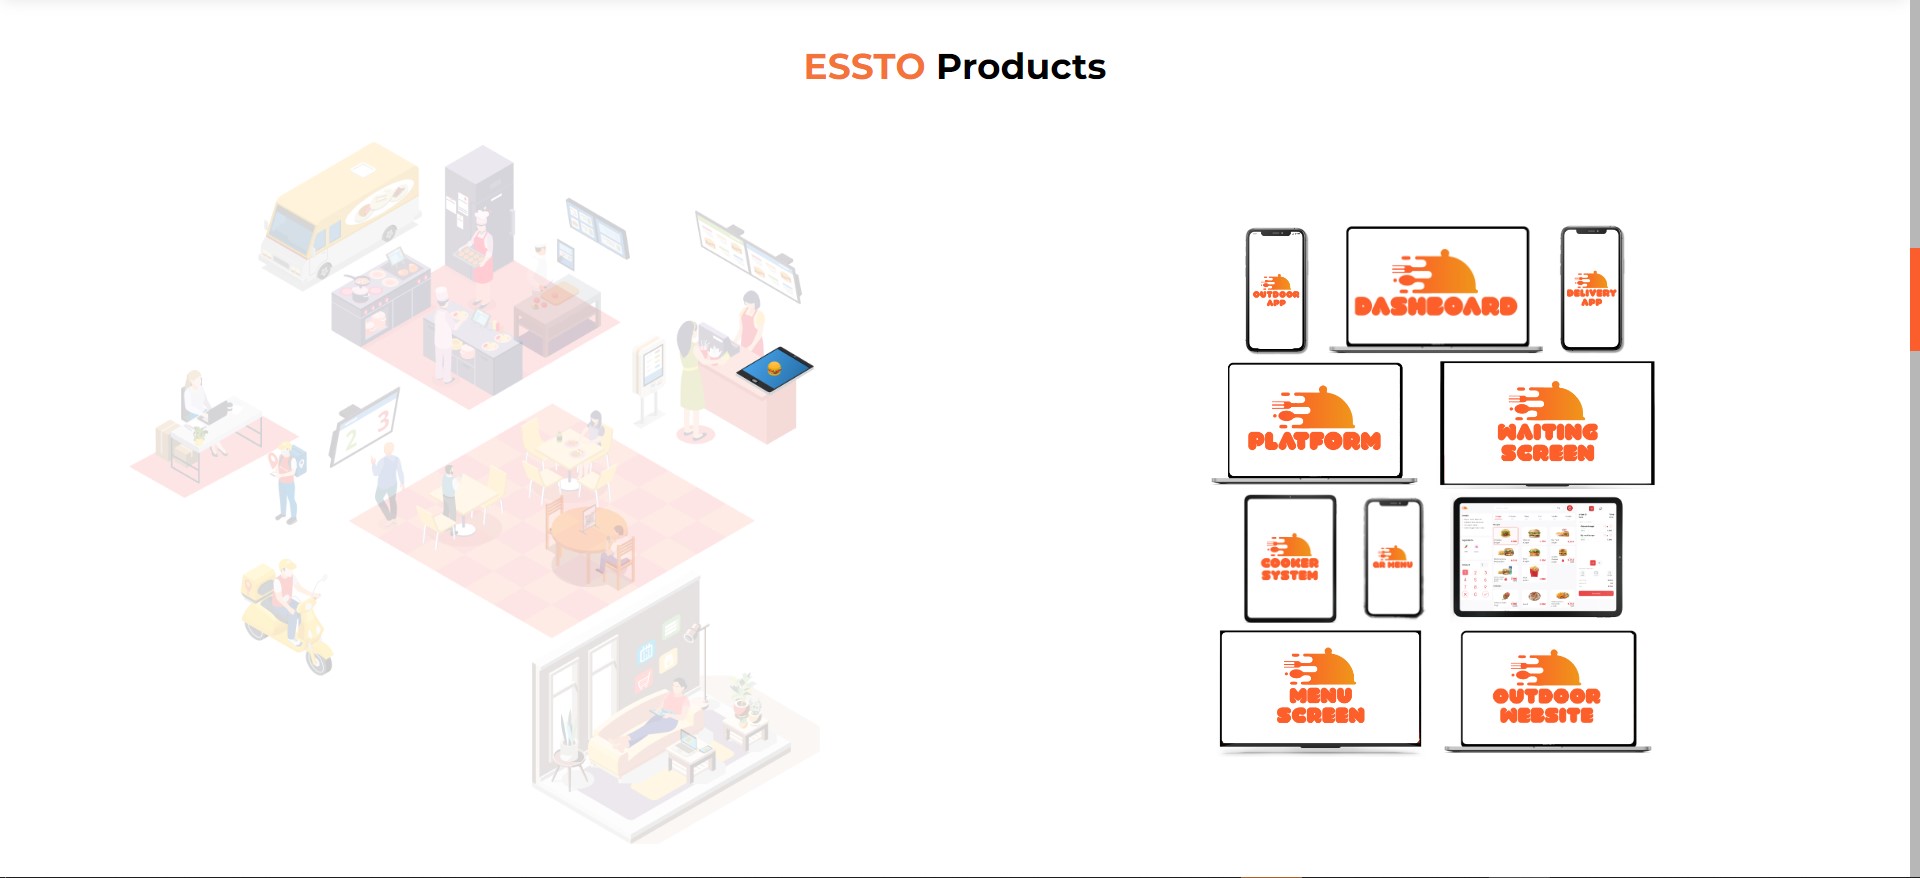 ESSTO Products
OUTDOOR
APP
DASHBOARD
DELIVERY
APP
PLATFORM
WAITING
SCREEN
2 3
COOKER
SYSTEM
QR MENU
MENU
SCREEN
OUTDOOR
WEBSITE